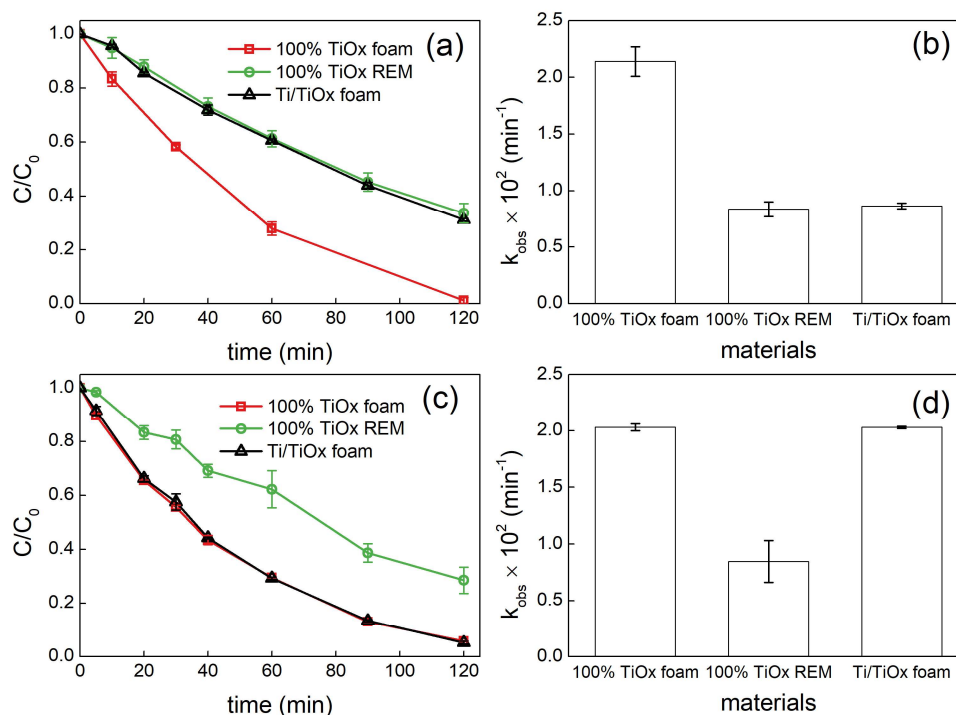 (a)
100% TiOx foam
100% TiOx REM
Ti/TiOx foam
C/C₀
1.0
0.8
0.6
0.4
0.2
0.0
0 20 40 60 80 100 120
time (min)
(b)
k_obs × 10² (min⁻¹)
2.5
2.0
1.5
1.0
0.5
0.0
100% TiOx foam 100% TiOx REM Ti/TiOx foam
materials
(c)
100% TiOx foam
100% TiOx REM
Ti/TiOx foam
C/C₀
1.0
0.8
0.6
0.4
0.2
0.0
0 20 40 60 80 100 120
time (min)
(d)
k_obs × 10² (min⁻¹)
2.5
2.0
1.5
1.0
0.5
0.0
100% TiOx foam 100% TiOx REM Ti/TiOx foam
materials